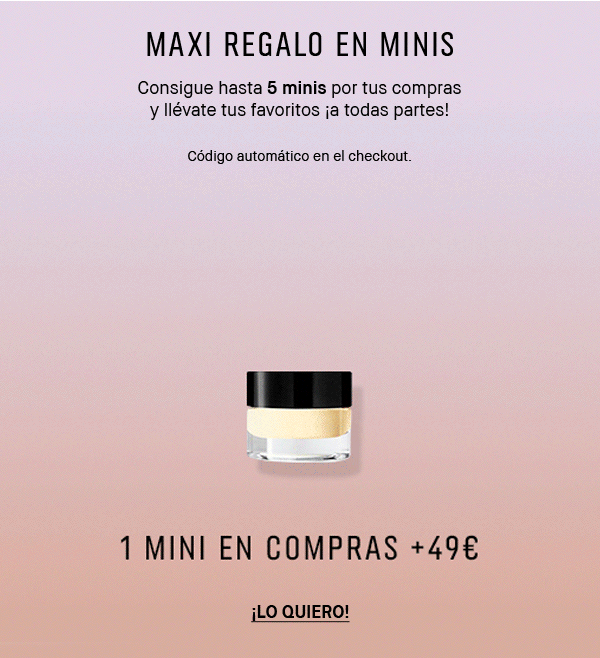 MAXI REGALO EN MINIS
Consigue hasta 5 minis por tus compras
y llévate tus favoritos ¡a todas partes!
Código automático en el checkout.
1 MINI EN COMPRAS +49€
¡LO QUIERO!